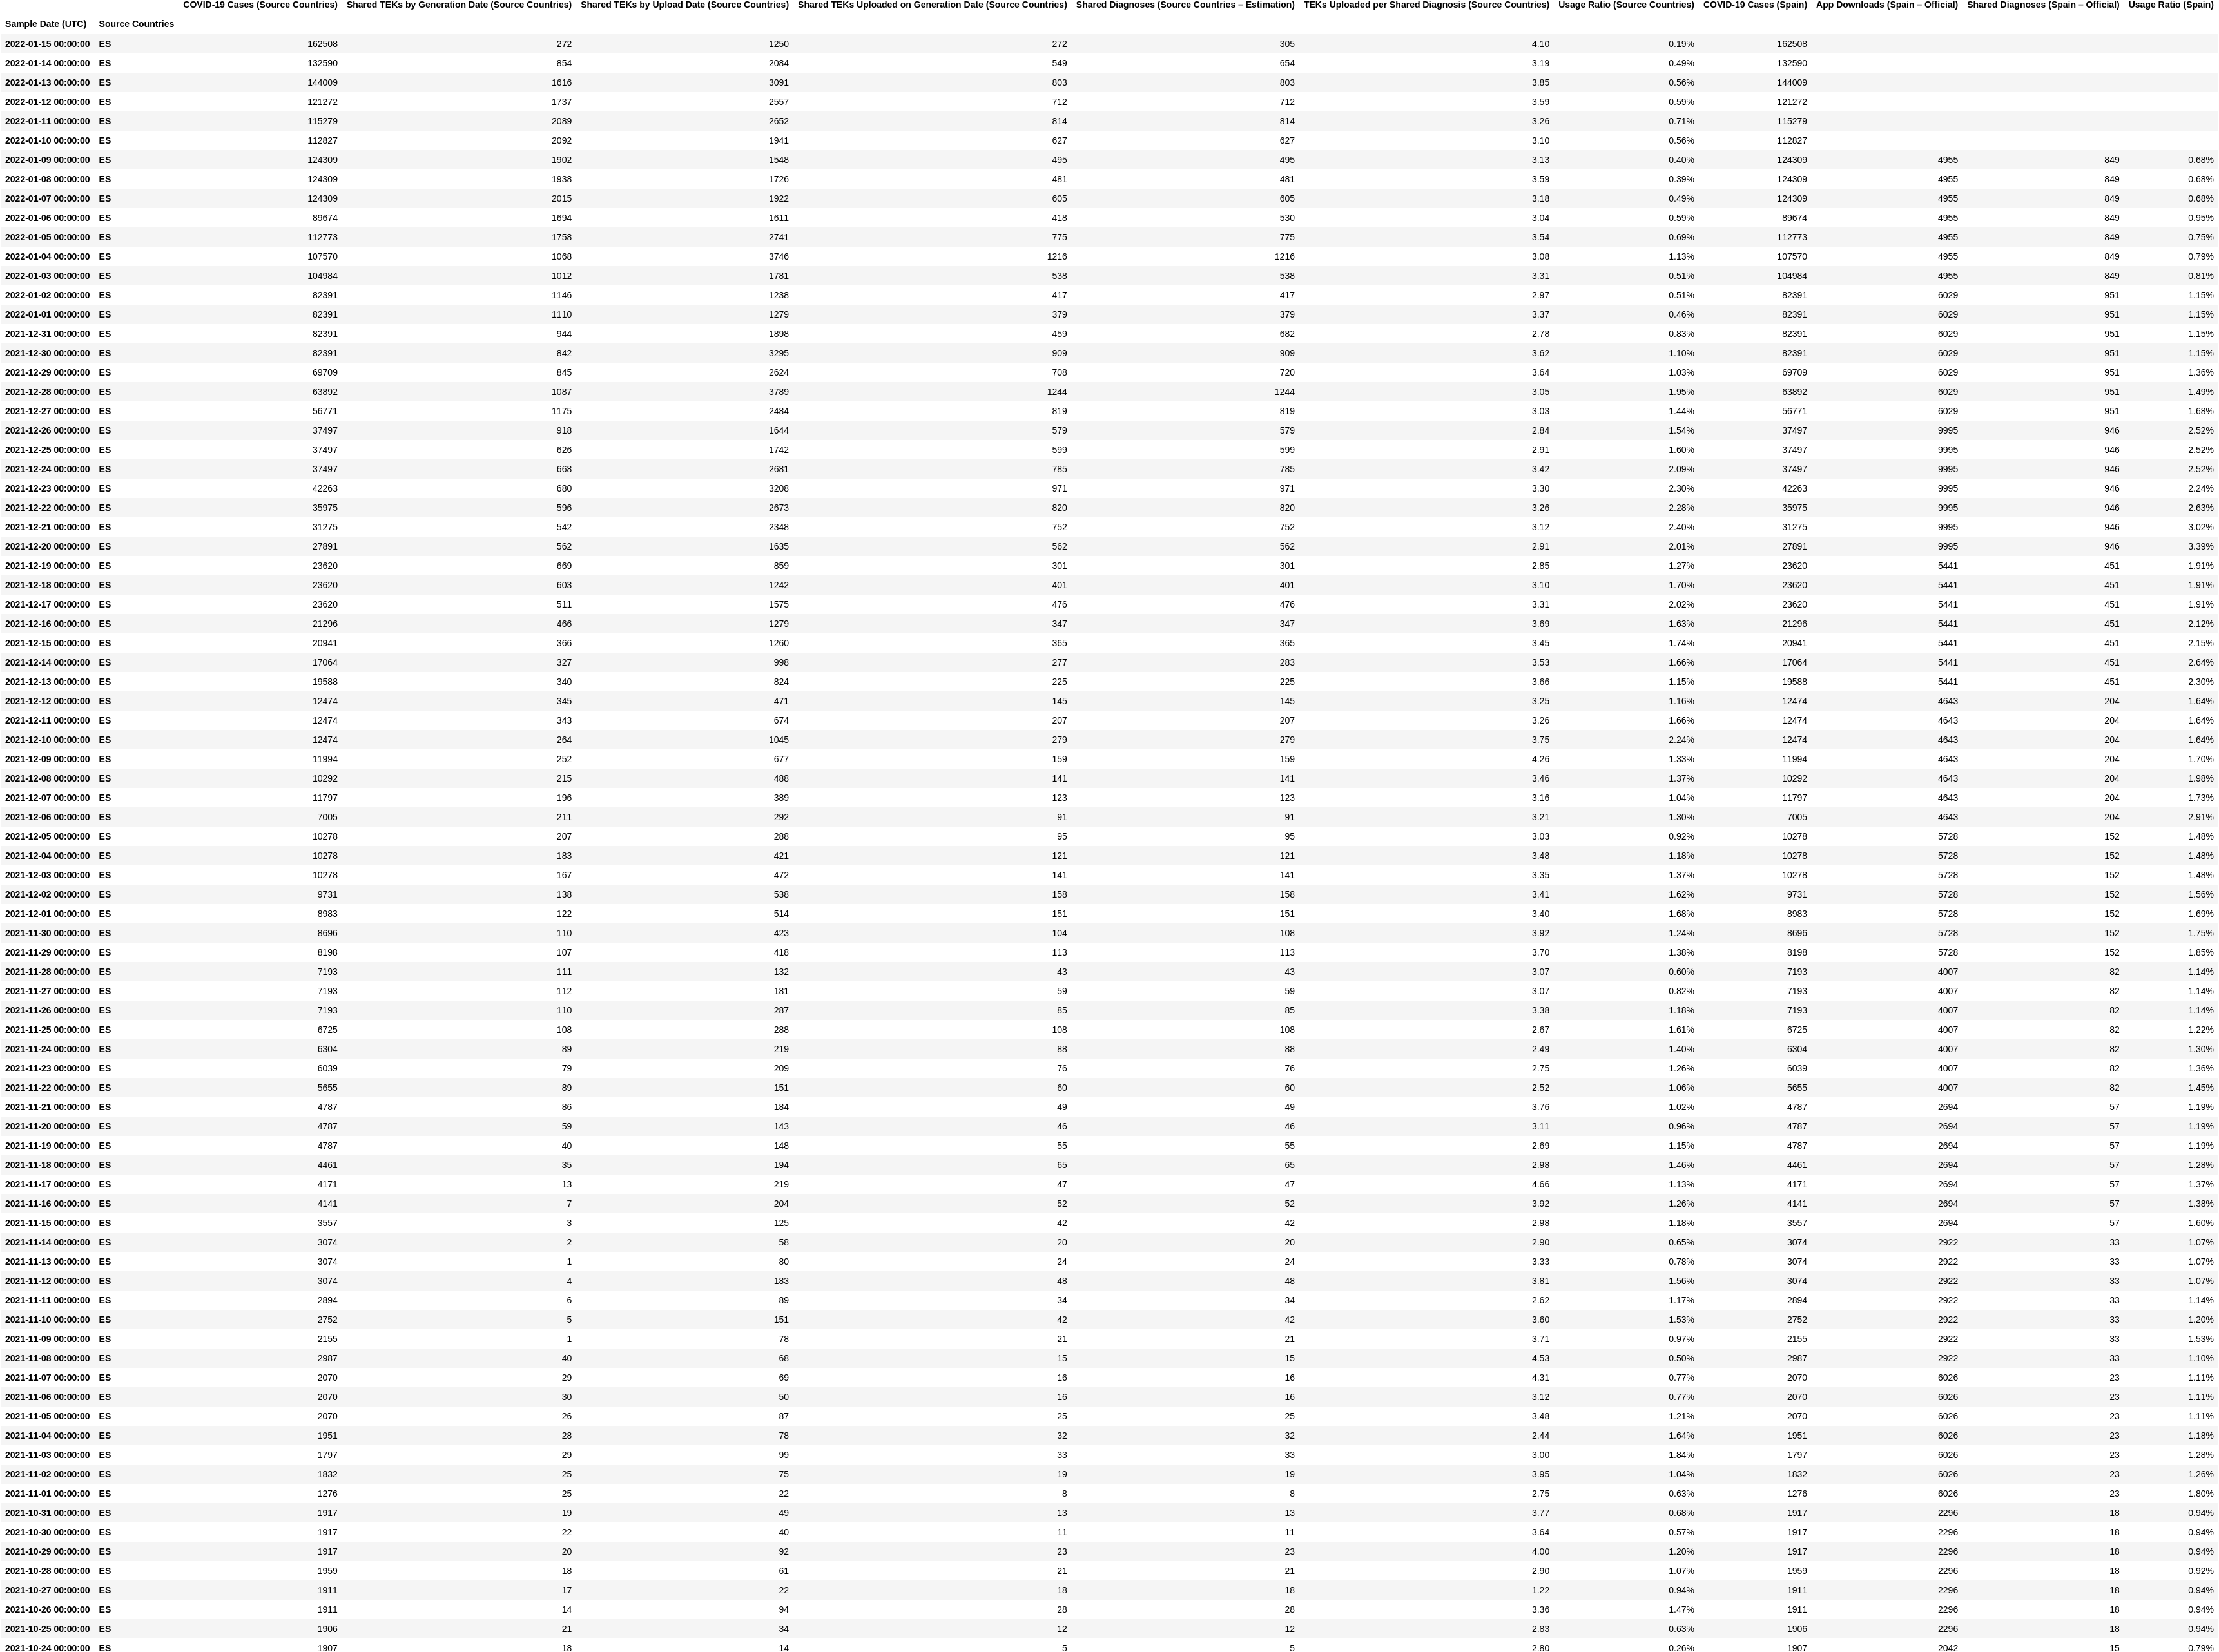 COVID-19 Cases (Source Countries) Shared TEKs by Generation Date (Source Countries) Shared TEKs by Upload Date (Source Countries) Shared TEKs Uploaded on Generation Date (Source Countries) Shared Diagnoses (Source Countries – Estimation) TEKs Uploaded per Shared Diagnosis (Source Countries) Usage Ratio (Source Countries) COVID-19 Cases (Spain) App Downloads (Spain – Official) Shared Diagnoses (Spain – Official) Usage Ratio (Spain)
Sample Date (UTC) Source Countries
2022-01-15 00:00:00 ES 162508 272 1250 272 305 4.10 0.19% 162508
2022-01-14 00:00:00 ES 132590 854 2084 549 654 3.19 0.49% 132590
2022-01-13 00:00:00 ES 144009 1616 3091 803 803 3.85 0.56% 144009
2022-01-12 00:00:00 ES 121272 1737 2557 712 712 3.59 0.59% 121272
2022-01-11 00:00:00 ES 115279 2089 2652 814 814 3.26 0.71% 115279
2022-01-10 00:00:00 ES 112827 2092 1941 627 627 3.10 0.56% 112827
2022-01-09 00:00:00 ES 124309 1902 1548 495 495 3.13 0.40% 124309 4955 849 0.68%
2022-01-08 00:00:00 ES 124309 1938 1726 481 481 3.59 0.39% 124309 4955 849 0.68%
2022-01-07 00:00:00 ES 124309 2015 1922 605 605 3.18 0.49% 124309 4955 849 0.68%
2022-01-06 00:00:00 ES 89674 1694 1611 418 530 3.04 0.59% 89674 4955 849 0.95%
2022-01-05 00:00:00 ES 112773 1758 2741 775 775 3.54 0.69% 112773 4955 849 0.75%
2022-01-04 00:00:00 ES 107570 1068 3746 1216 1216 3.08 1.13% 107570 4955 849 0.79%
2022-01-03 00:00:00 ES 104984 1012 1781 538 538 3.31 0.51% 104984 4955 849 0.81%
2022-01-02 00:00:00 ES 82391 1146 1238 417 417 2.97 0.51% 82391 6029 951 1.15%
2022-01-01 00:00:00 ES 82391 1110 1279 379 379 3.37 0.46% 82391 6029 951 1.15%
2021-12-31 00:00:00 ES 82391 944 1898 459 682 2.78 0.83% 82391 6029 951 1.15%
2021-12-30 00:00:00 ES 82391 842 3295 909 909 3.62 1.10% 82391 6029 951 1.15%
2021-12-29 00:00:00 ES 69709 845 2624 708 720 3.64 1.03% 69709 6029 951 1.36%
2021-12-28 00:00:00 ES 63892 1087 3789 1244 1244 3.05 1.95% 63892 6029 951 1.49%
2021-12-27 00:00:00 ES 56771 1175 2484 819 819 3.03 1.44% 56771 6029 951 1.68%
2021-12-26 00:00:00 ES 37497 918 1644 579 579 2.84 1.54% 37497 9995 946 2.52%
2021-12-25 00:00:00 ES 37497 626 1742 599 599 2.91 1.60% 37497 9995 946 2.52%
2021-12-24 00:00:00 ES 37497 668 2681 785 785 3.42 2.09% 37497 9995 946 2.52%
2021-12-23 00:00:00 ES 42263 680 3208 971 971 3.30 2.30% 42263 9995 946 2.24%
2021-12-22 00:00:00 ES 35975 596 2673 820 820 3.26 2.28% 35975 9995 946 2.63%
2021-12-21 00:00:00 ES 31275 542 2348 752 752 3.12 2.40% 31275 9995 946 3.02%
2021-12-20 00:00:00 ES 27891 562 1635 562 562 2.91 2.01% 27891 9995 946 3.39%
2021-12-19 00:00:00 ES 23620 669 859 301 301 2.85 1.27% 23620 5441 451 1.91%
2021-12-18 00:00:00 ES 23620 603 1242 401 401 3.10 1.70% 23620 5441 451 1.91%
2021-12-17 00:00:00 ES 23620 511 1575 476 476 3.31 2.02% 23620 5441 451 1.91%
2021-12-16 00:00:00 ES 21296 466 1279 347 347 3.69 1.63% 21296 5441 451 2.12%
2021-12-15 00:00:00 ES 20941 366 1260 365 365 3.45 1.74% 20941 5441 451 2.15%
2021-12-14 00:00:00 ES 17064 327 998 277 283 3.53 1.66% 17064 5441 451 2.64%
2021-12-13 00:00:00 ES 19588 340 824 225 225 3.66 1.15% 19588 5441 451 2.30%
2021-12-12 00:00:00 ES 12474 345 471 145 145 3.25 1.16% 12474 4643 204 1.64%
2021-12-11 00:00:00 ES 12474 343 674 207 207 3.26 1.66% 12474 4643 204 1.64%
2021-12-10 00:00:00 ES 12474 264 1045 279 279 3.75 2.24% 12474 4643 204 1.64%
2021-12-09 00:00:00 ES 11994 252 677 159 159 4.26 1.33% 11994 4643 204 1.70%
2021-12-08 00:00:00 ES 10292 215 488 141 141 3.46 1.37% 10292 4643 204 1.98%
2021-12-07 00:00:00 ES 11797 196 389 123 123 3.16 1.04% 11797 4643 204 1.73%
2021-12-06 00:00:00 ES 7005 211 292 91 91 3.21 1.30% 7005 4643 204 2.91%
2021-12-05 00:00:00 ES 10278 207 288 95 95 3.03 0.92% 10278 5728 152 1.48%
2021-12-04 00:00:00 ES 10278 183 421 121 121 3.48 1.18% 10278 5728 152 1.48%
2021-12-03 00:00:00 ES 10278 167 472 141 141 3.35 1.37% 10278 5728 152 1.48%
2021-12-02 00:00:00 ES 9731 138 538 158 158 3.41 1.62% 9731 5728 152 1.56%
2021-12-01 00:00:00 ES 8983 122 514 151 151 3.40 1.68% 8983 5728 152 1.69%
2021-11-30 00:00:00 ES 8696 110 423 104 108 3.92 1.24% 8696 5728 152 1.75%
2021-11-29 00:00:00 ES 8198 107 418 113 113 3.70 1.38% 8198 5728 152 1.85%
2021-11-28 00:00:00 ES 7193 111 132 43 43 3.07 0.60% 7193 4007 82 1.14%
2021-11-27 00:00:00 ES 7193 112 181 59 59 3.07 0.82% 7193 4007 82 1.14%
2021-11-26 00:00:00 ES 7193 110 287 85 85 3.38 1.18% 7193 4007 82 1.14%
2021-11-25 00:00:00 ES 6725 108 288 108 108 2.67 1.61% 6725 4007 82 1.22%
2021-11-24 00:00:00 ES 6304 89 219 88 88 2.49 1.40% 6304 4007 82 1.30%
2021-11-23 00:00:00 ES 6039 79 209 76 76 2.75 1.26% 6039 4007 82 1.36%
2021-11-22 00:00:00 ES 5655 89 151 60 60 2.52 1.06% 5655 4007 82 1.45%
2021-11-21 00:00:00 ES 4787 86 184 49 49 3.76 1.02% 4787 2694 57 1.19%
2021-11-20 00:00:00 ES 4787 59 143 46 46 3.11 0.96% 4787 2694 57 1.19%
2021-11-19 00:00:00 ES 4787 40 148 55 55 2.69 1.15% 4787 2694 57 1.19%
2021-11-18 00:00:00 ES 4461 35 194 65 65 2.98 1.46% 4461 2694 57 1.28%
2021-11-17 00:00:00 ES 4171 13 219 47 47 4.66 1.13% 4171 2694 57 1.37%
2021-11-16 00:00:00 ES 4141 7 204 52 52 3.92 1.26% 4141 2694 57 1.38%
2021-11-15 00:00:00 ES 3557 3 125 42 42 2.98 1.18% 3557 2694 57 1.60%
2021-11-14 00:00:00 ES 3074 2 58 20 20 2.90 0.65% 3074 2922 33 1.07%
2021-11-13 00:00:00 ES 3074 1 80 24 24 3.33 0.78% 3074 2922 33 1.07%
2021-11-12 00:00:00 ES 3074 4 183 48 48 3.81 1.56% 3074 2922 33 1.07%
2021-11-11 00:00:00 ES 2894 6 89 34 34 2.62 1.17% 2894 2922 33 1.14%
2021-11-10 00:00:00 ES 2752 5 151 42 42 3.60 1.53% 2752 2922 33 1.20%
2021-11-09 00:00:00 ES 2155 1 78 21 21 3.71 0.97% 2155 2922 33 1.53%
2021-11-08 00:00:00 ES 2987 40 68 15 15 4.53 0.50% 2987 2922 33 1.10%
2021-11-07 00:00:00 ES 2070 29 69 16 16 4.31 0.77% 2070 6026 23 1.11%
2021-11-06 00:00:00 ES 2070 30 50 16 16 3.12 0.77% 2070 6026 23 1.11%
2021-11-05 00:00:00 ES 2070 26 87 25 25 3.48 1.21% 2070 6026 23 1.11%
2021-11-04 00:00:00 ES 1951 28 78 32 32 2.44 1.64% 1951 6026 23 1.18%
2021-11-03 00:00:00 ES 1797 29 99 33 33 3.00 1.84% 1797 6026 23 1.28%
2021-11-02 00:00:00 ES 1832 25 75 19 19 3.95 1.04% 1832 6026 23 1.26%
2021-11-01 00:00:00 ES 1276 25 22 8 8 2.75 0.63% 1276 6026 23 1.80%
2021-10-31 00:00:00 ES 1917 19 49 13 13 3.77 0.68% 1917 2296 18 0.94%
2021-10-30 00:00:00 ES 1917 22 40 11 11 3.64 0.57% 1917 2296 18 0.94%
2021-10-29 00:00:00 ES 1917 20 92 23 23 4.00 1.20% 1917 2296 18 0.94%
2021-10-28 00:00:00 ES 1959 18 61 21 21 2.90 1.07% 1959 2296 18 0.92%
2021-10-27 00:00:00 ES 1911 17 22 18 18 1.22 0.94% 1911 2296 18 0.94%
2021-10-26 00:00:00 ES 1911 14 94 28 28 3.36 1.47% 1911 2296 18 0.94%
2021-10-25 00:00:00 ES 1906 21 34 12 12 2.83 0.63% 1906 2296 18 0.94%
2021-10-24 00:00:00 ES 1907 18 14 5 5 2.80 0.26% 1907 2042 15 0.79%